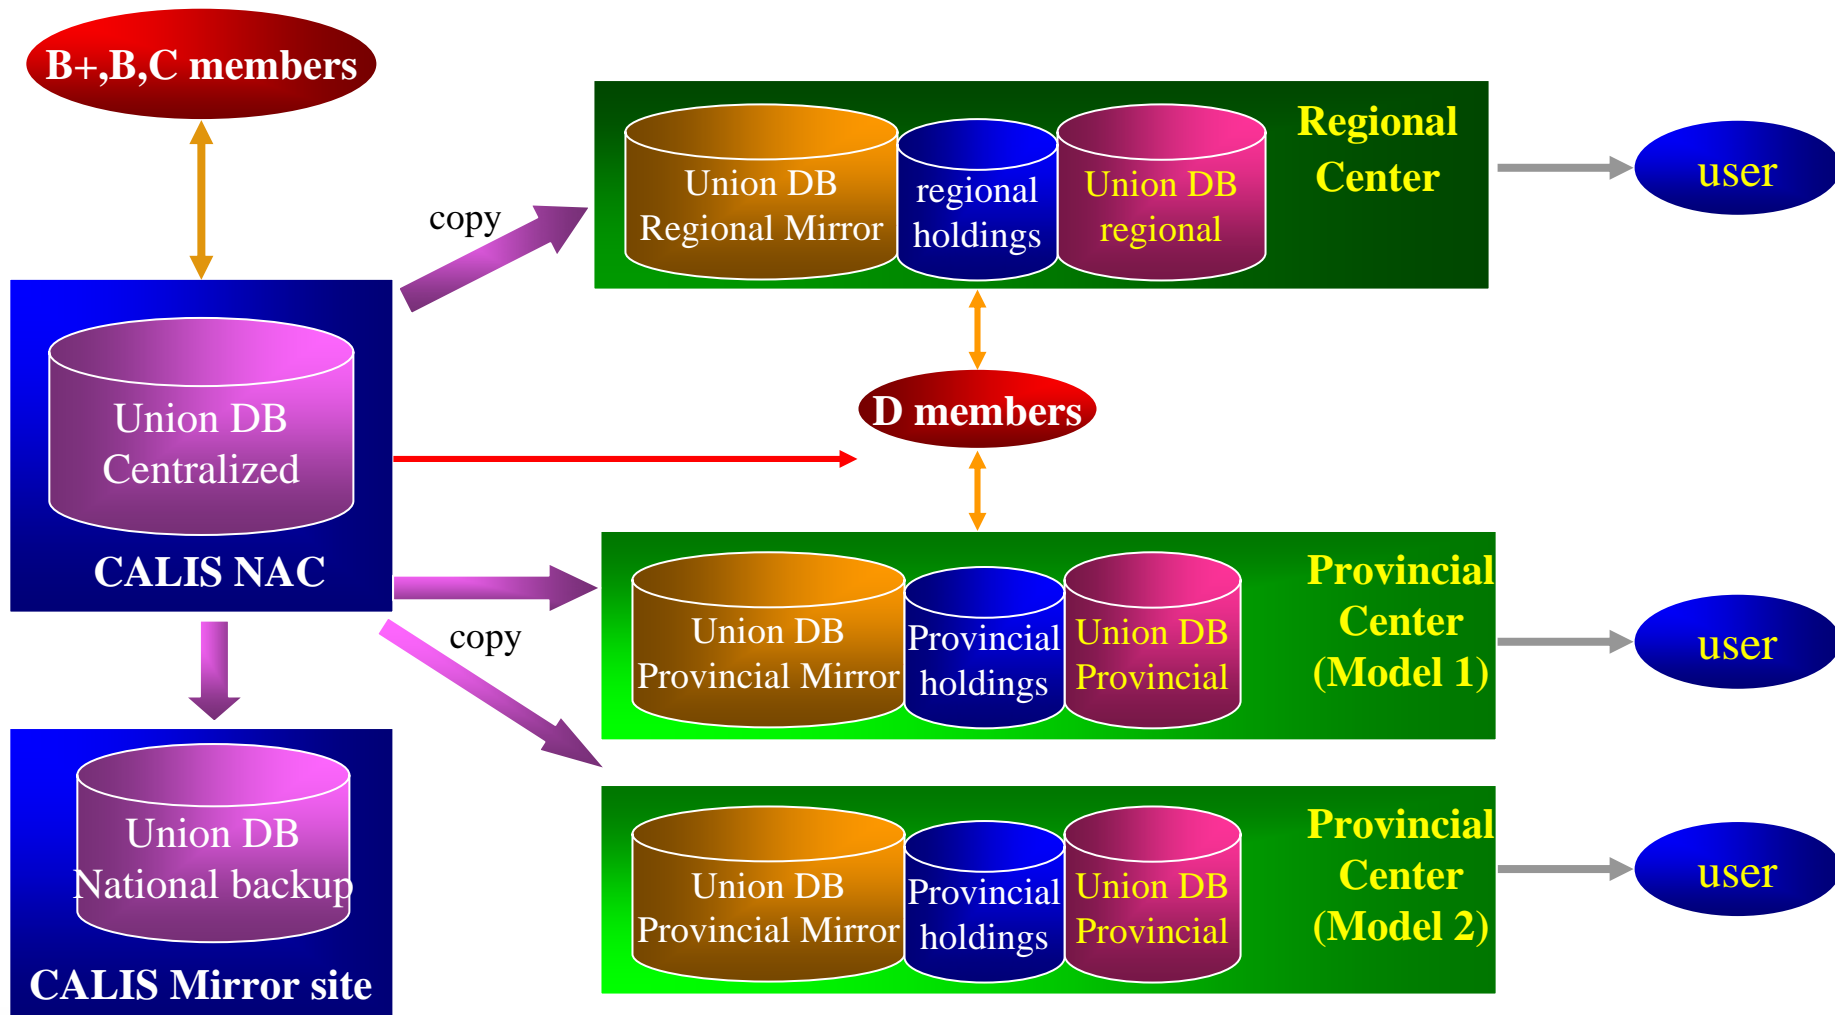 B+,B,C members
copy
Union DB
Regional Mirror
regional
holdings
Union DB
regional
Regional
Center
user
Union DB
Centralized
CALIS NAC
D members
copy
Union DB
Provincial Mirror
Provincial
holdings
Union DB
Provincial
Provincial
Center
(Model 1)
user
Union DB
National backup
CALIS Mirror site
Union DB
Provincial Mirror
Provincial
holdings
Union DB
Provincial
Provincial
Center
(Model 2)
user